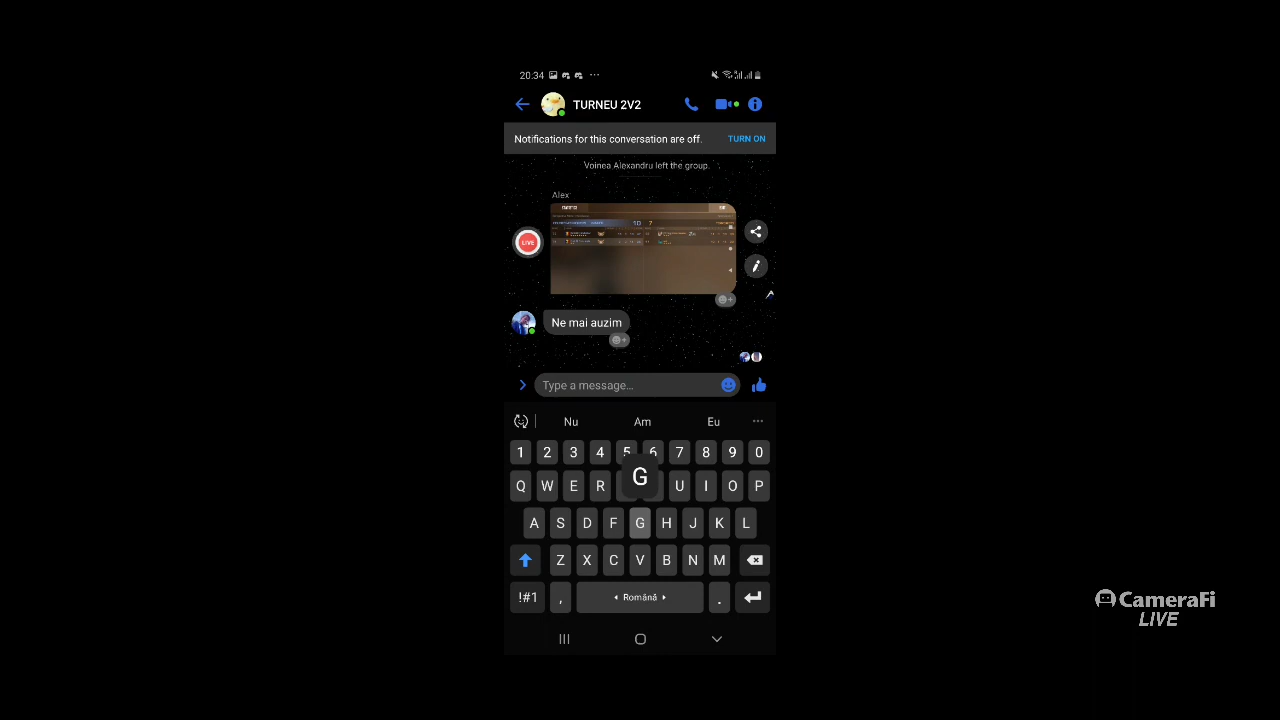 20.34
TURNEU 2V2
Notifications for this conversation are off. TURN ON
Voinea Alexandru left the group.
Alex
10 7
LIVE
Ne mai auzim
Type a message...
Nu Am Eu
1 2 3 4 5 6 7 8 9 0
G
Q W E R U I O P
A S D F G H J K L
Z X C V B N M
!#1 , Română .
CameraFi
LIVE